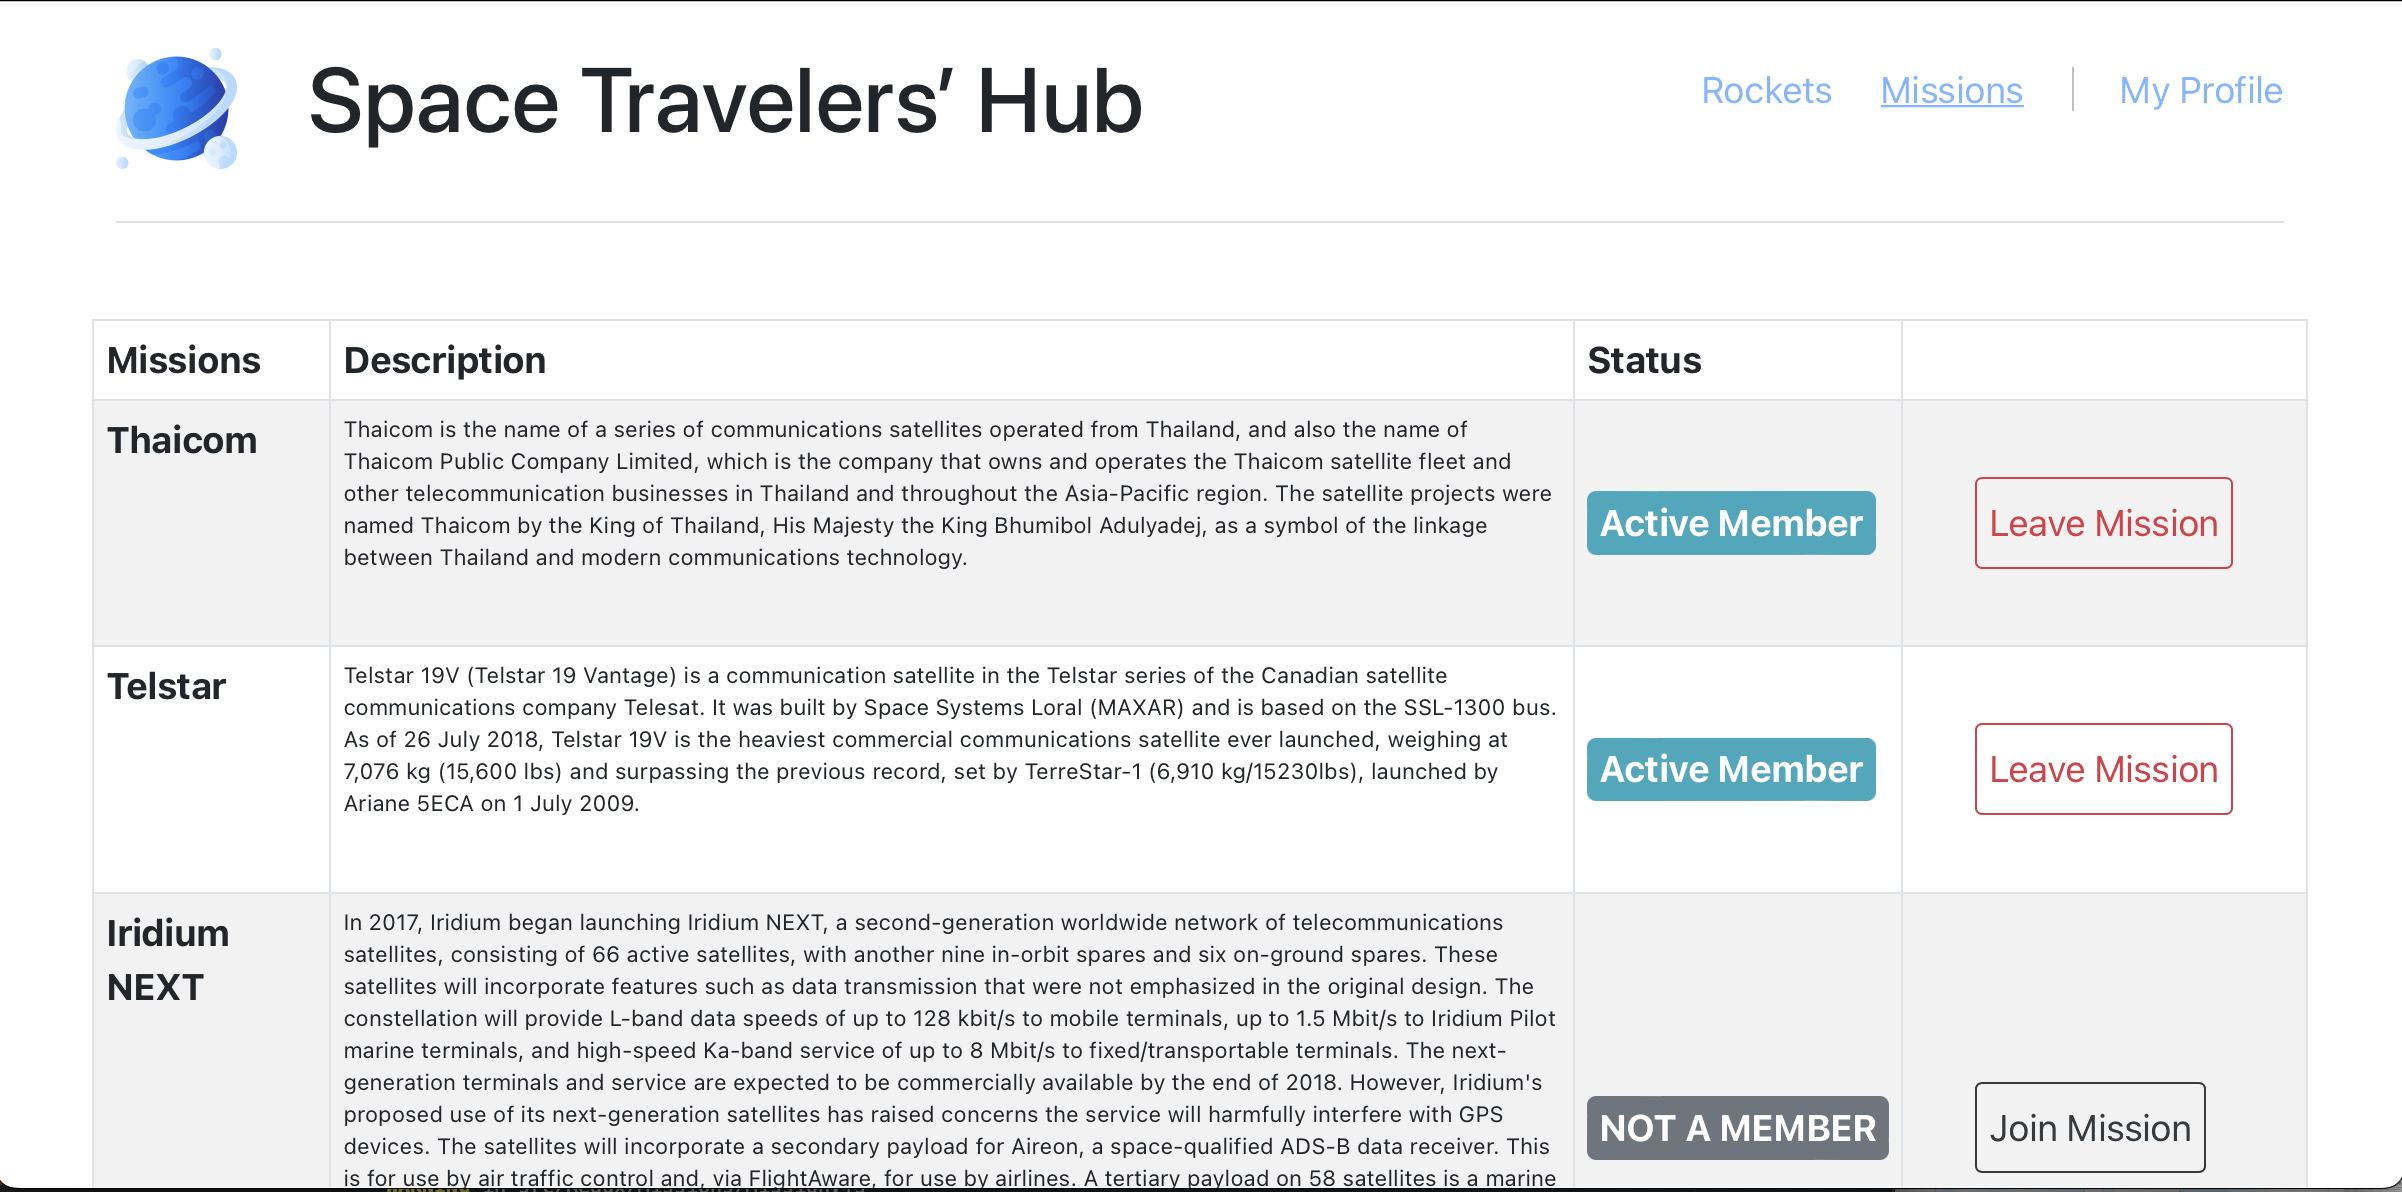 Space Travelers’ Hub
Rockets
Missions
My Profile
Missions
Description
Status
Thaicom
Thaicom is the name of a series of communications satellites operated from Thailand, and also the name of
Thaicom Public Company Limited, which is the company that owns and operates the Thaicom satellite fleet and
other telecommunication businesses in Thailand and throughout the Asia-Pacific region. The satellite projects were
named Thaicom by the King of Thailand, His Majesty the King Bhumibol Adulyadej, as a symbol of the linkage
between Thailand and modern communications technology.
Active Member
Leave Mission
Telstar
Telstar 19V (Telstar 19 Vantage) is a communication satellite in the Telstar series of the Canadian satellite
communications company Telesat. It was built by Space Systems Loral (MAXAR) and is based on the SSL-1300 bus.
As of 26 July 2018, Telstar 19V is the heaviest commercial communications satellite ever launched, weighing at
7,076 kg (15,600 lbs) and surpassing the previous record, set by TerreStar-1 (6,910 kg/15230lbs), launched by
Ariane 5ECA on 1 July 2009.
Active Member
Leave Mission
Iridium
NEXT
In 2017, Iridium began launching Iridium NEXT, a second-generation worldwide network of telecommunications
satellites, consisting of 66 active satellites, with another nine in-orbit spares and six on-ground spares. These
satellites will incorporate features such as data transmission that were not emphasized in the original design. The
constellation will provide L-band data speeds of up to 128 kbit/s to mobile terminals, up to 1.5 Mbit/s to Iridium Pilot
marine terminals, and high-speed Ka-band service of up to 8 Mbit/s to fixed/transportable terminals. The next-
generation terminals and service are expected to be commercially available by the end of 2018. However, Iridium's
proposed use of its next-generation satellites has raised concerns the service will harmfully interfere with GPS
devices. The satellites will incorporate a secondary payload for Aireon, a space-qualified ADS-B data receiver. This
is for use by air traffic control and, via FlightAware, for use by airlines. A tertiary payload on 58 satellites is a marine
NOT A MEMBER
Join Mission